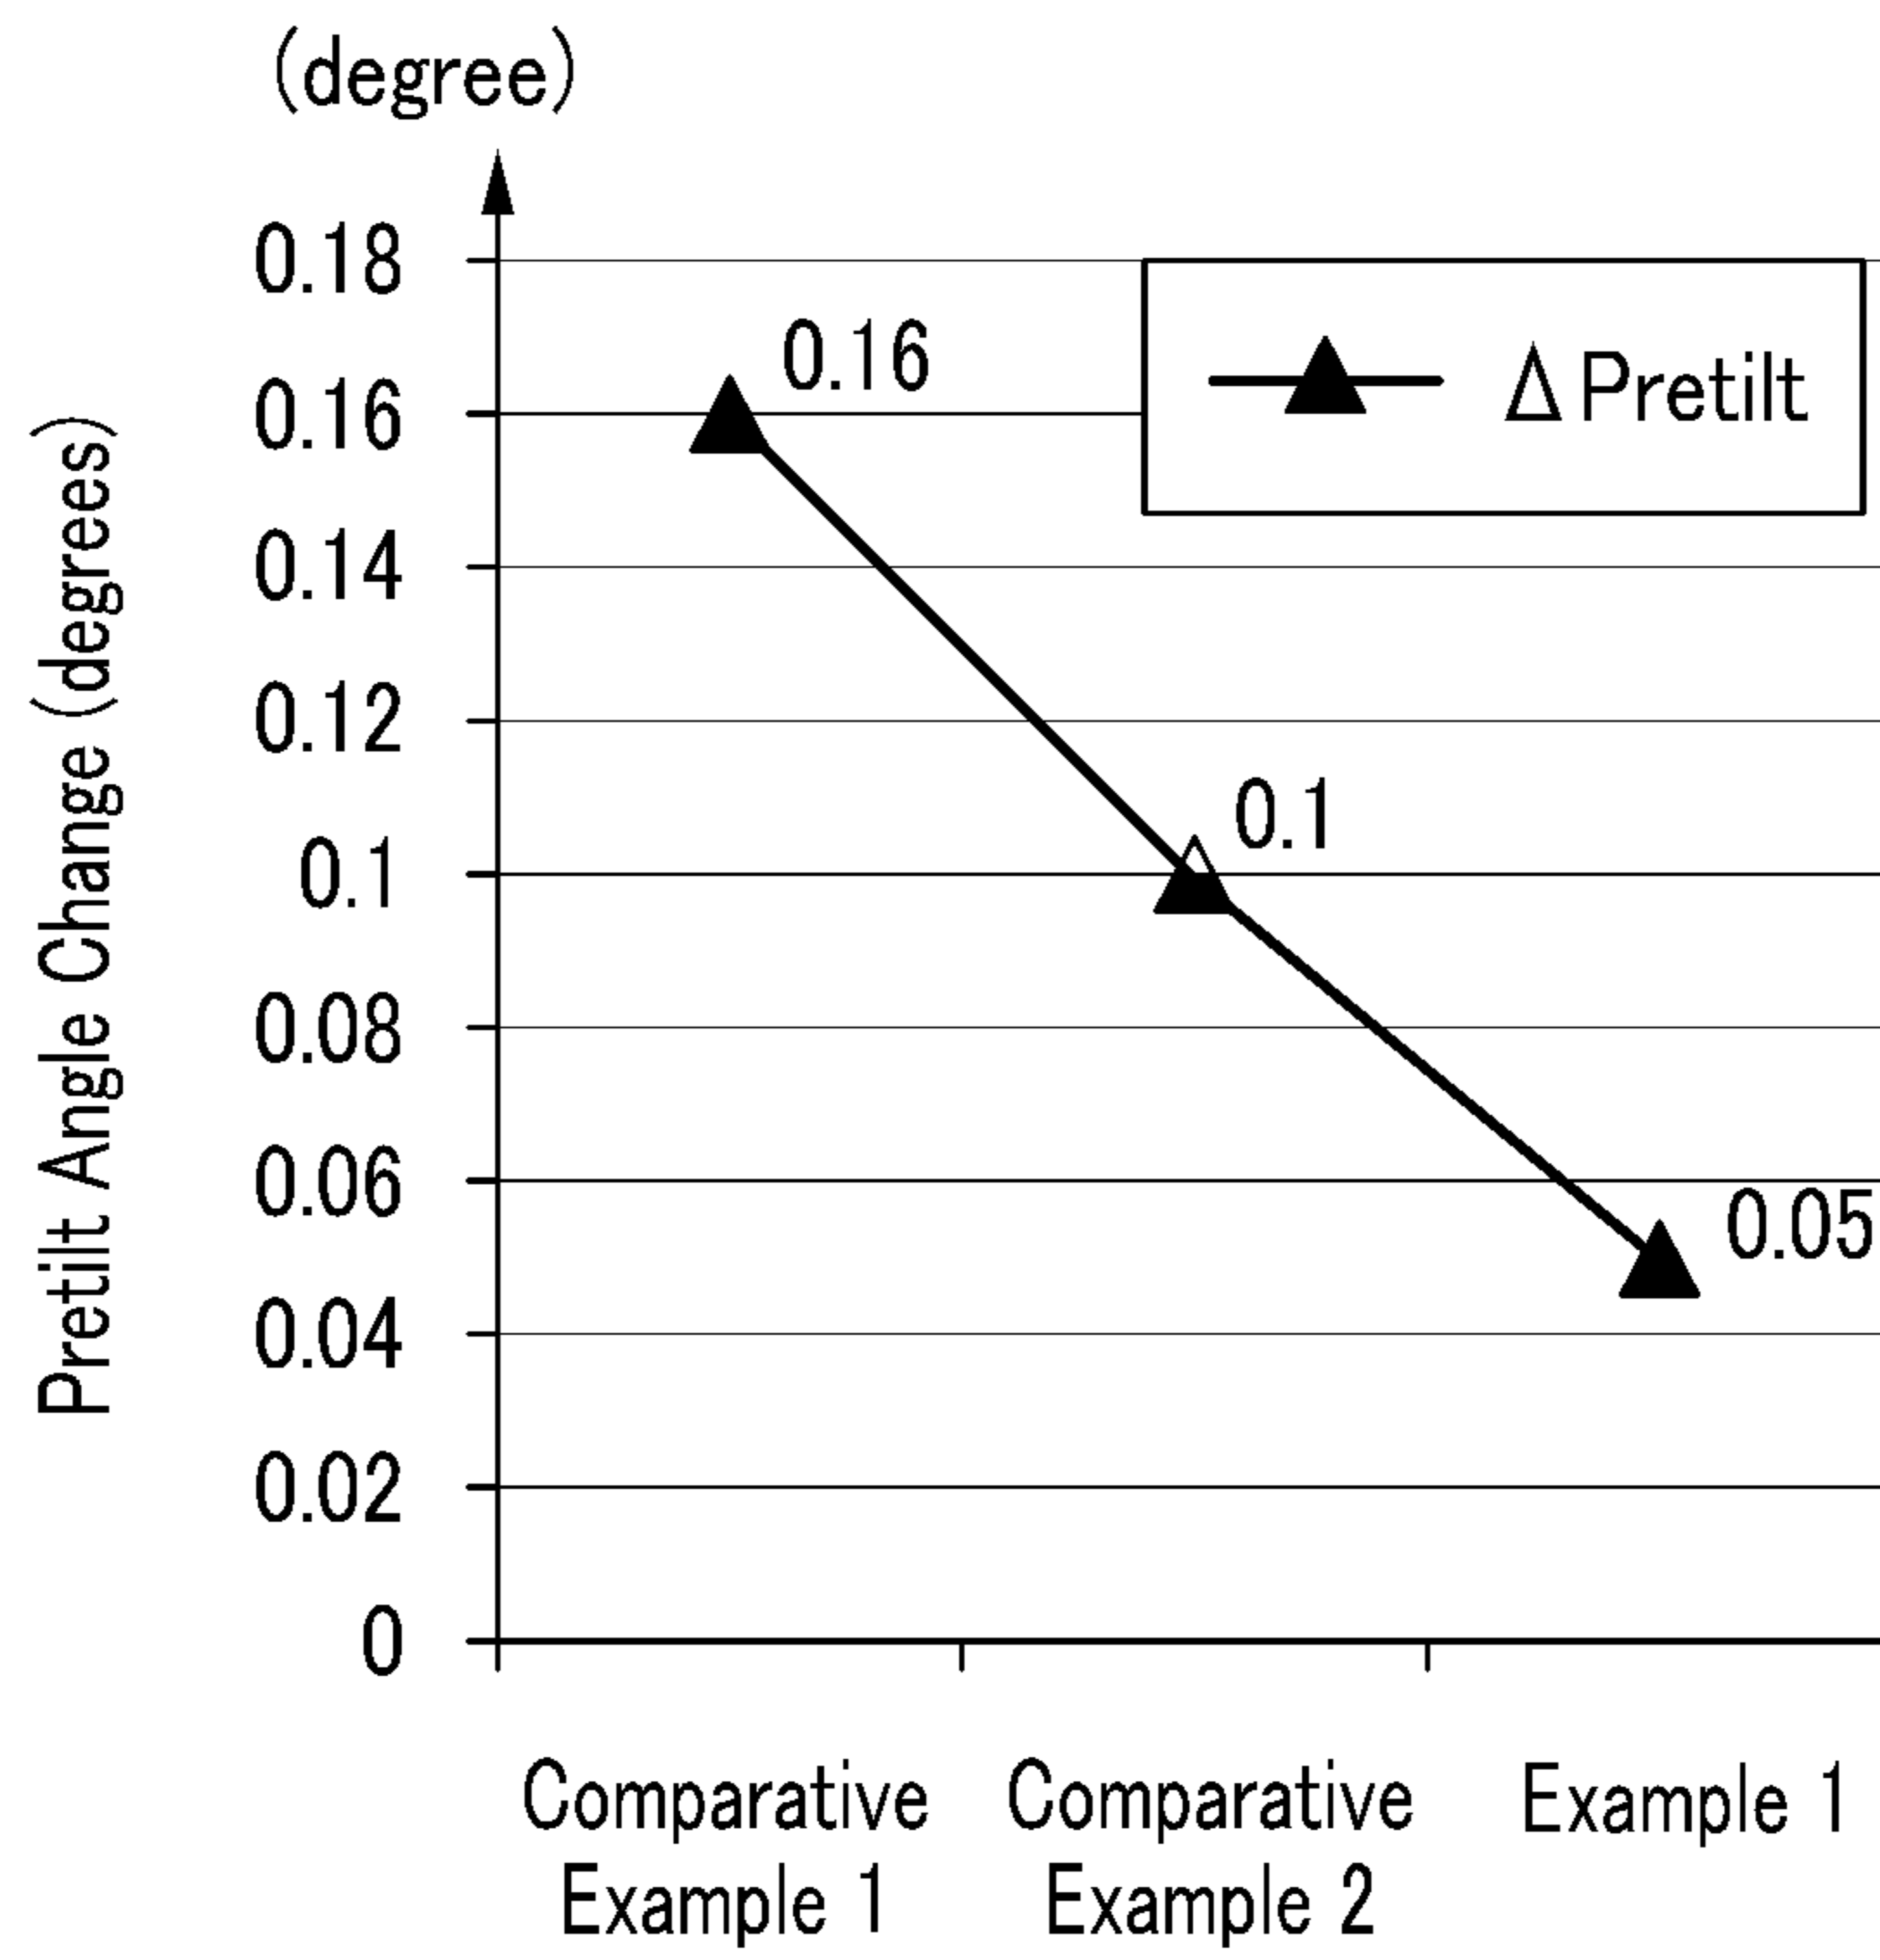 (degree)
Pretilt Angle Change (degrees)
0.18
0.16
0.14
0.12
0.1
0.08
0.06
0.04
0.02
0
0.16
0.1
0.05
Δ Pretilt
Comparative
Example 1
Comparative
Example 2
Example 1